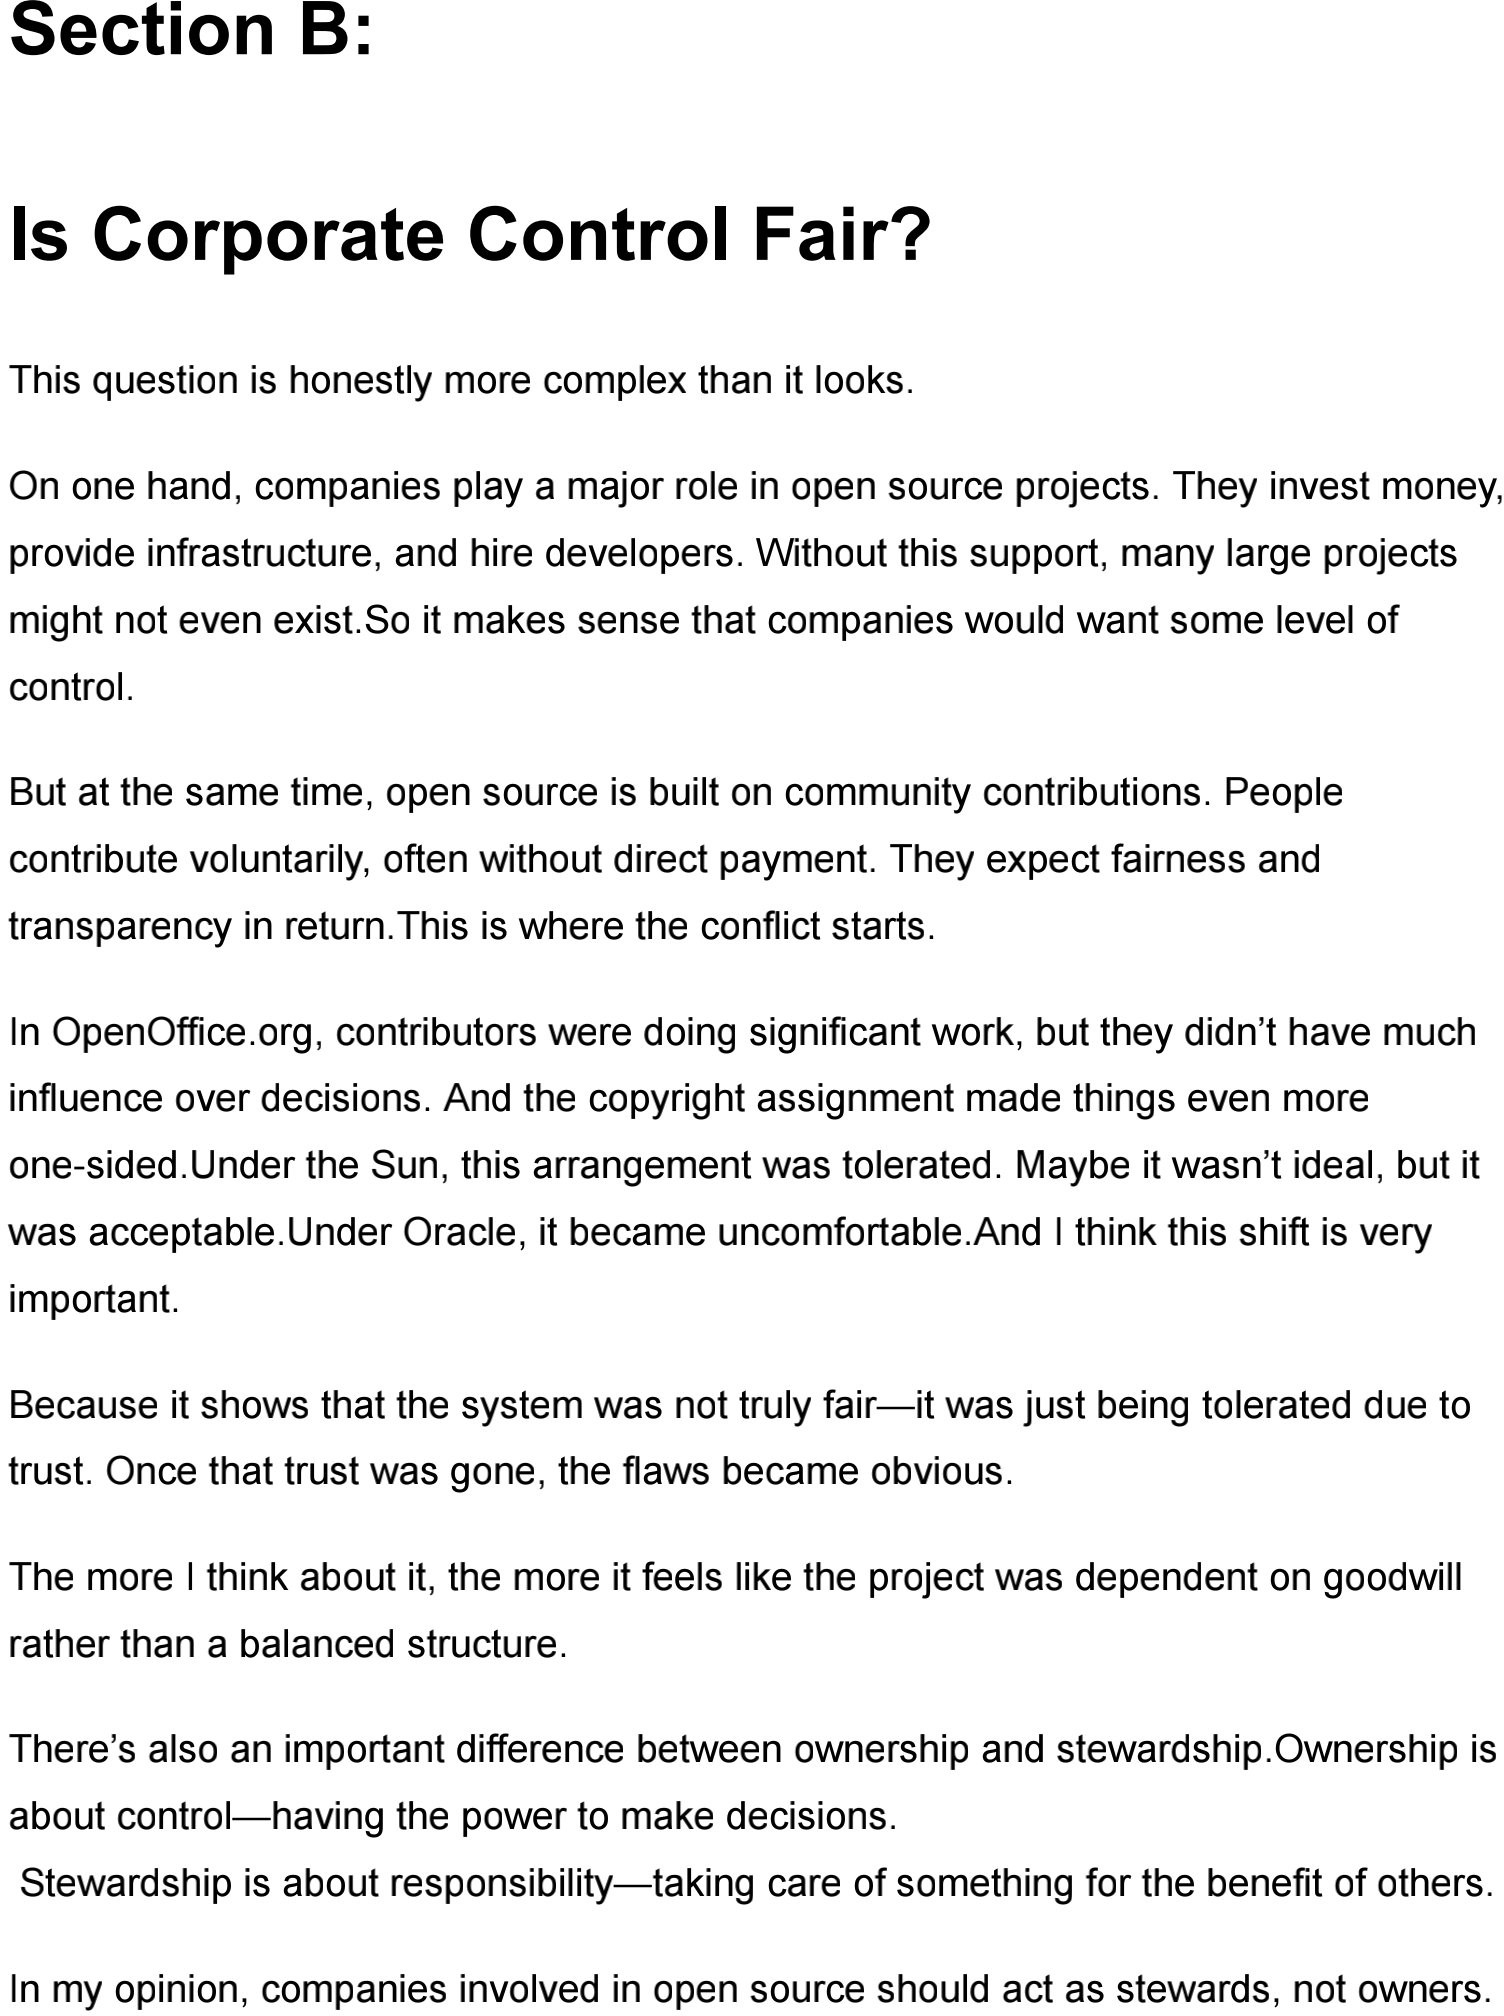 Section B:
Is Corporate Control Fair?
This question is honestly more complex than it looks.
On one hand, companies play a major role in open source projects. They invest money,
provide infrastructure, and hire developers. Without this support, many large projects
might not even exist.So it makes sense that companies would want some level of
control.
But at the same time, open source is built on community contributions. People
contribute voluntarily, often without direct payment. They expect fairness and
transparency in return.This is where the conflict starts.
In OpenOffice.org, contributors were doing significant work, but they didn’t have much
influence over decisions. And the copyright assignment made things even more
one-sided.Under the Sun, this arrangement was tolerated. Maybe it wasn’t ideal, but it
was acceptable.Under Oracle, it became uncomfortable.And I think this shift is very
important.
Because it shows that the system was not truly fair—it was just being tolerated due to
trust. Once that trust was gone, the flaws became obvious.
The more I think about it, the more it feels like the project was dependent on goodwill
rather than a balanced structure.
There’s also an important difference between ownership and stewardship.Ownership is
about control—having the power to make decisions.
Stewardship is about responsibility—taking care of something for the benefit of others.
In my opinion, companies involved in open source should act as stewards, not owners.